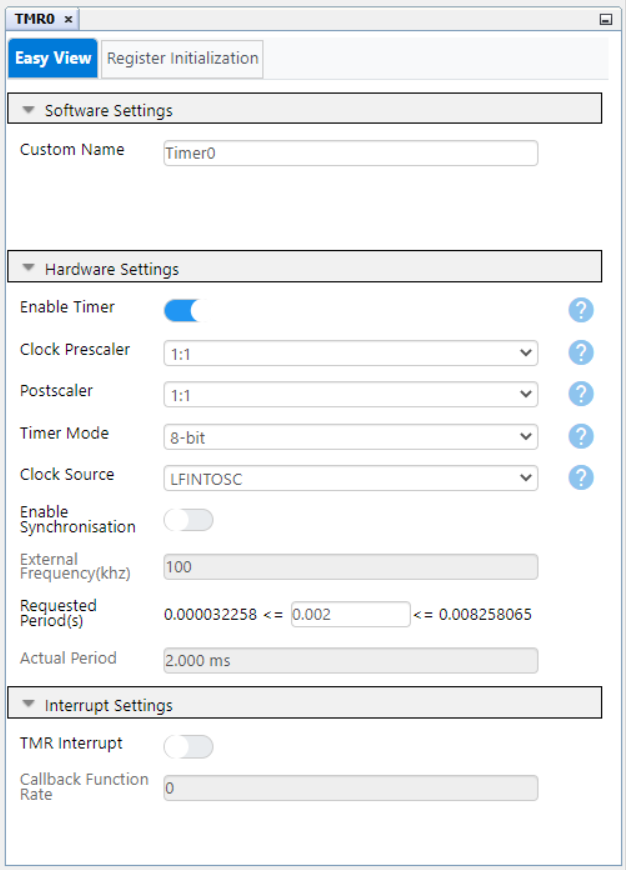 TMR0 ×
Easy View Register Initialization
Software Settings
Custom Name Timer0
Hardware Settings
Enable Timer ?
Clock Prescaler 1:1 ?
Postscaler 1:1 ?
Timer Mode 8-bit ?
Clock Source LFINTOSC ?
Enable
Synchronisation
External
Frequency(khz) 100
Requested
Period(s) 0.000032258 <= 0.002 <= 0.008258065
Actual Period 2.000 ms
Interrupt Settings
TMR Interrupt
Callback Function
Rate 0